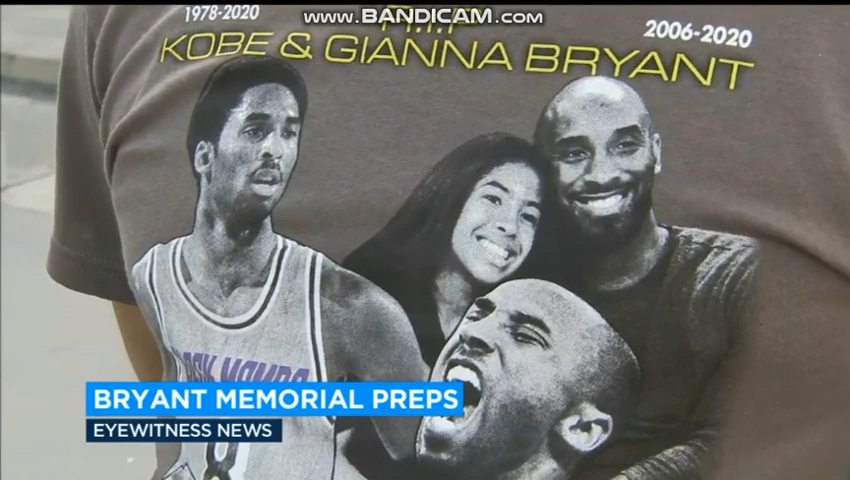 WWW.BANDICAM.COM
1978-2020
R.I.P
2006-2020
KOBE & GIANNA BRYANT
BRYANT MEMORIAL PREPS
EYEWITNESS NEWS